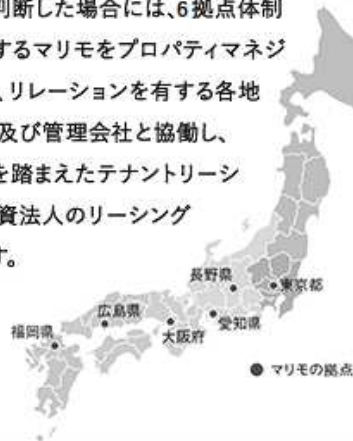 判断した場合には、6拠点体制
するマリモをプロパティマネジ
、リレーションを有する各地
及び管理会社と協働し、
を踏まえたテナントリーシ
資法人のリーシング
す。
長野県
東京都
広島県
愛知県
福岡県
大阪府
● マリモの拠点